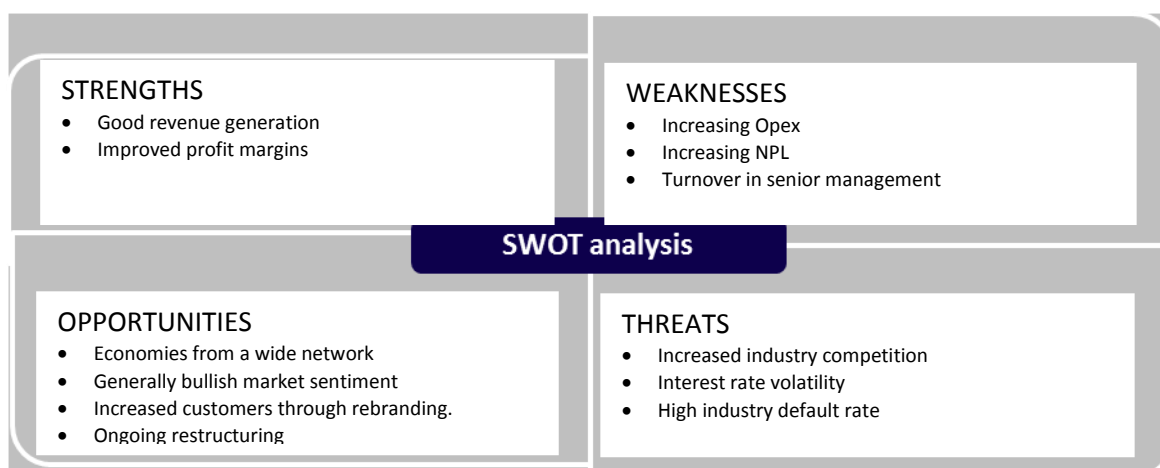 STRENGTHS
• Good revenue generation
• Improved profit margins
WEAKNESSES
• Increasing Opex
• Increasing NPL
• Turnover in senior management
SWOT analysis
OPPORTUNITIES
• Economies from a wide network
• Generally bullish market sentiment
• Increased customers through rebranding.
• Ongoing restructuring
THREATS
• Increased industry competition
• Interest rate volatility
• High industry default rate